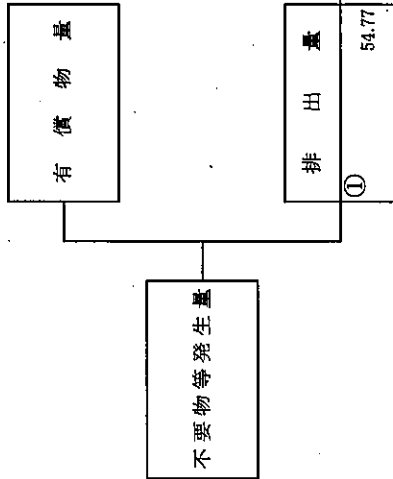 有償物量
不要物等発生量
排出量
①
54.77